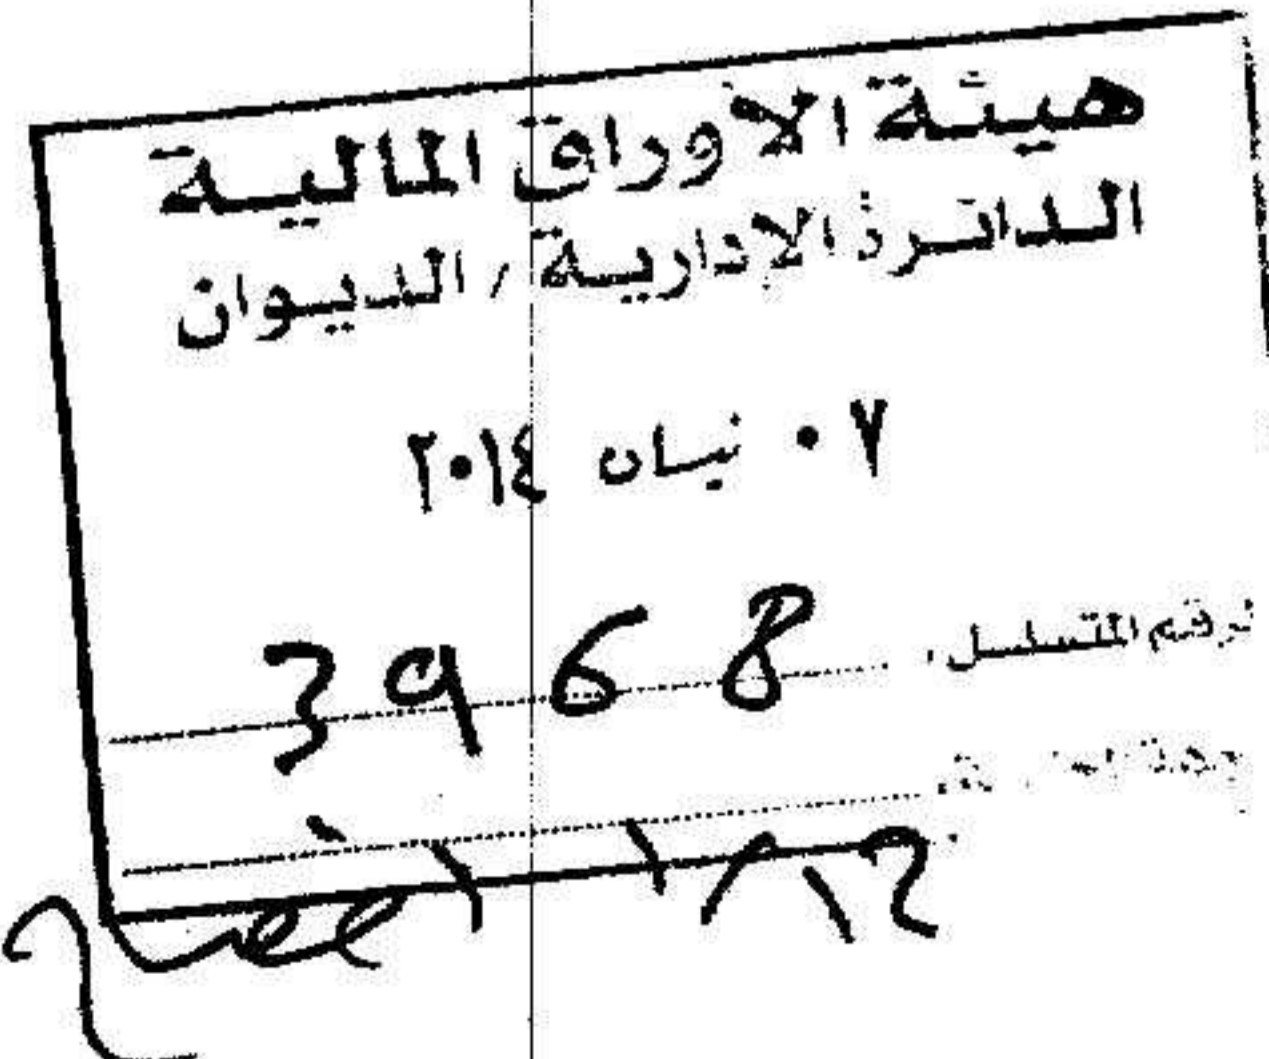 هيئة الأوراق المالية
الدائرة الإدارية / الديوان
٠٧ نيسان ٢٠١٤
الرقم المتسلسل: 3968